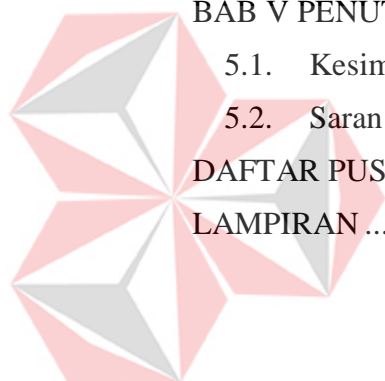 BAB V PENUT
5.1. Kesim
5.2. Saran
DAFTAR PUS
LAMPIRAN ...